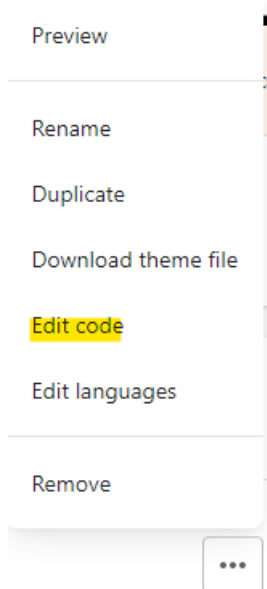 Preview
Rename
Duplicate
Download theme file
Edit code
Edit languages
Remove